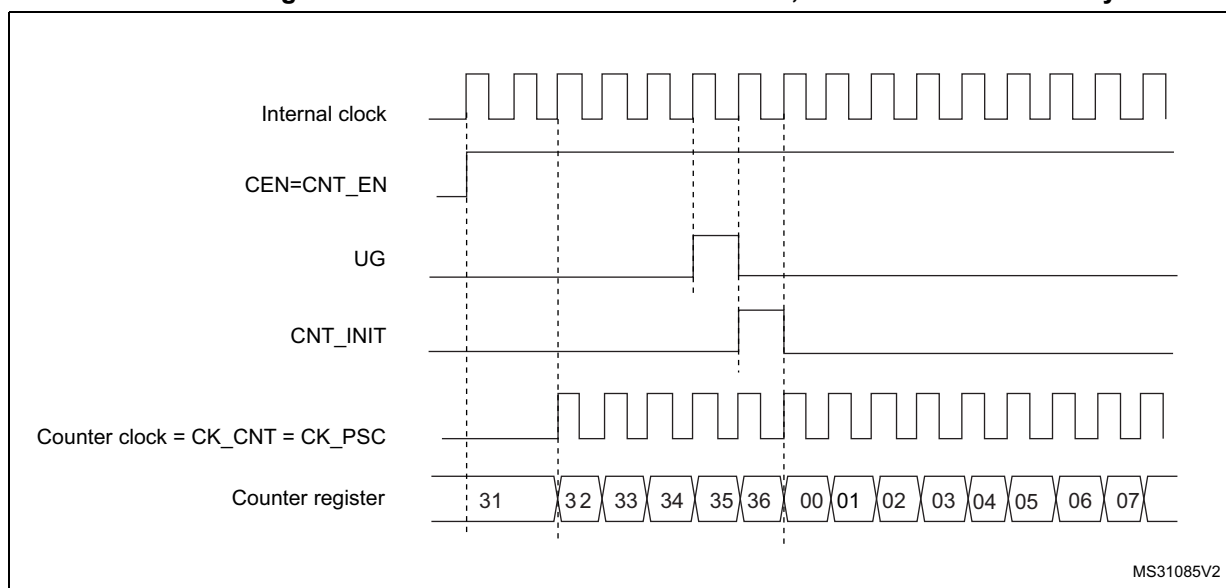 Internal clock
CEN=CNT_EN
UG
CNT_INIT
Counter clock = CK_CNT = CK_PSC
Counter register 31 32 33 34 35 36 00 01 02 03 04 05 06 07
MS31085V2